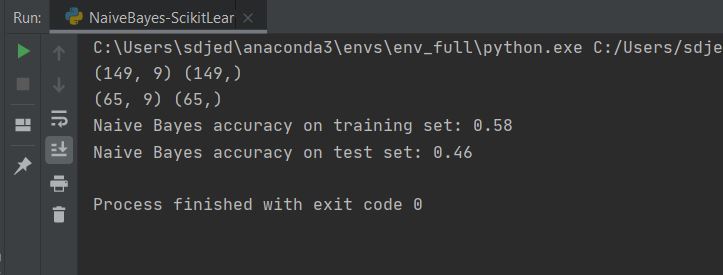 Run: NaiveBayes-ScikitLear
C:\Users\sdjed\anaconda3\envs\env_full\python.exe C:/Users/sdje
(149, 9) (149,)
(65, 9) (65,)
Naive Bayes accuracy on training set: 0.58
Naive Bayes accuracy on test set: 0.46
Process finished with exit code 0